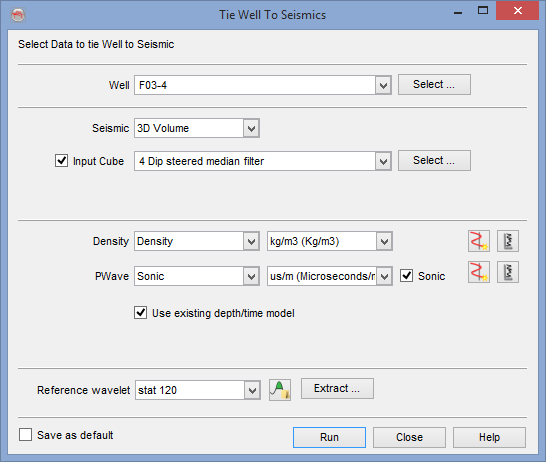 Tie Well To Seismics
Select Data to tie Well to Seismic
Well F03-4 Select ...
Seismic 3D Volume
Input Cube 4 Dip steered median filter Select ...
Density Density kg/m3 (Kg/m3)
PWave Sonic us/m (Microseconds/r Sonic
Use existing depth/time model
Reference wavelet stat 120 Extract ...
Save as default Run Close Help